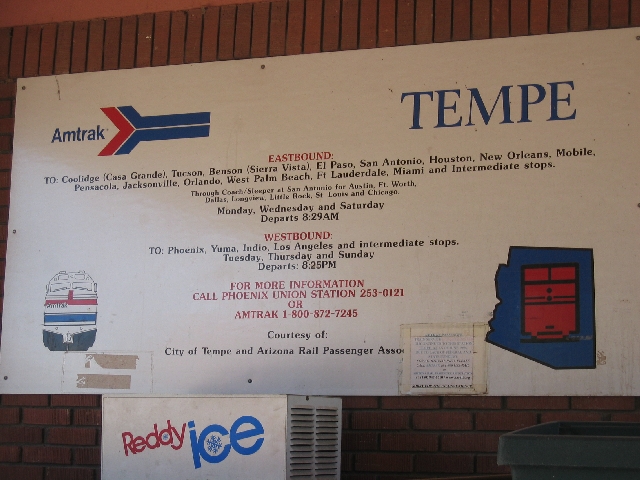 Amtrak
TEMPE
EASTBOUND:
TO: Coolidge (Casa Grande), Tucson, Benson (Sierra Vista), El Paso, San Antonio, Houston, New Orleans, Mobile,
Pensacola, Jacksonville, Orlando, West Palm Beach, Ft Lauderdale, Miami and Intermediate stops.
Through Coach/Sleeper at San Antonio for Austin, Ft. Worth,
Dallas, Longview, Little Rock, St Louis and Chicago.
Monday, Wednesday and Saturday
Departs 8:29AM
WESTBOUND:
TO: Phoenix, Yuma, Indio, Los Angeles and intermediate stops.
Tuesday, Thursday and Sunday
Departs: 8:25PM
FOR MORE INFORMATION
CALL PHOENIX UNION STATION 253-0121
OR
AMTRAK 1-800-872-7245
Courtesy of:
City of Tempe and Arizona Rail Passenger Asso
Amtrak
Reddy ICE